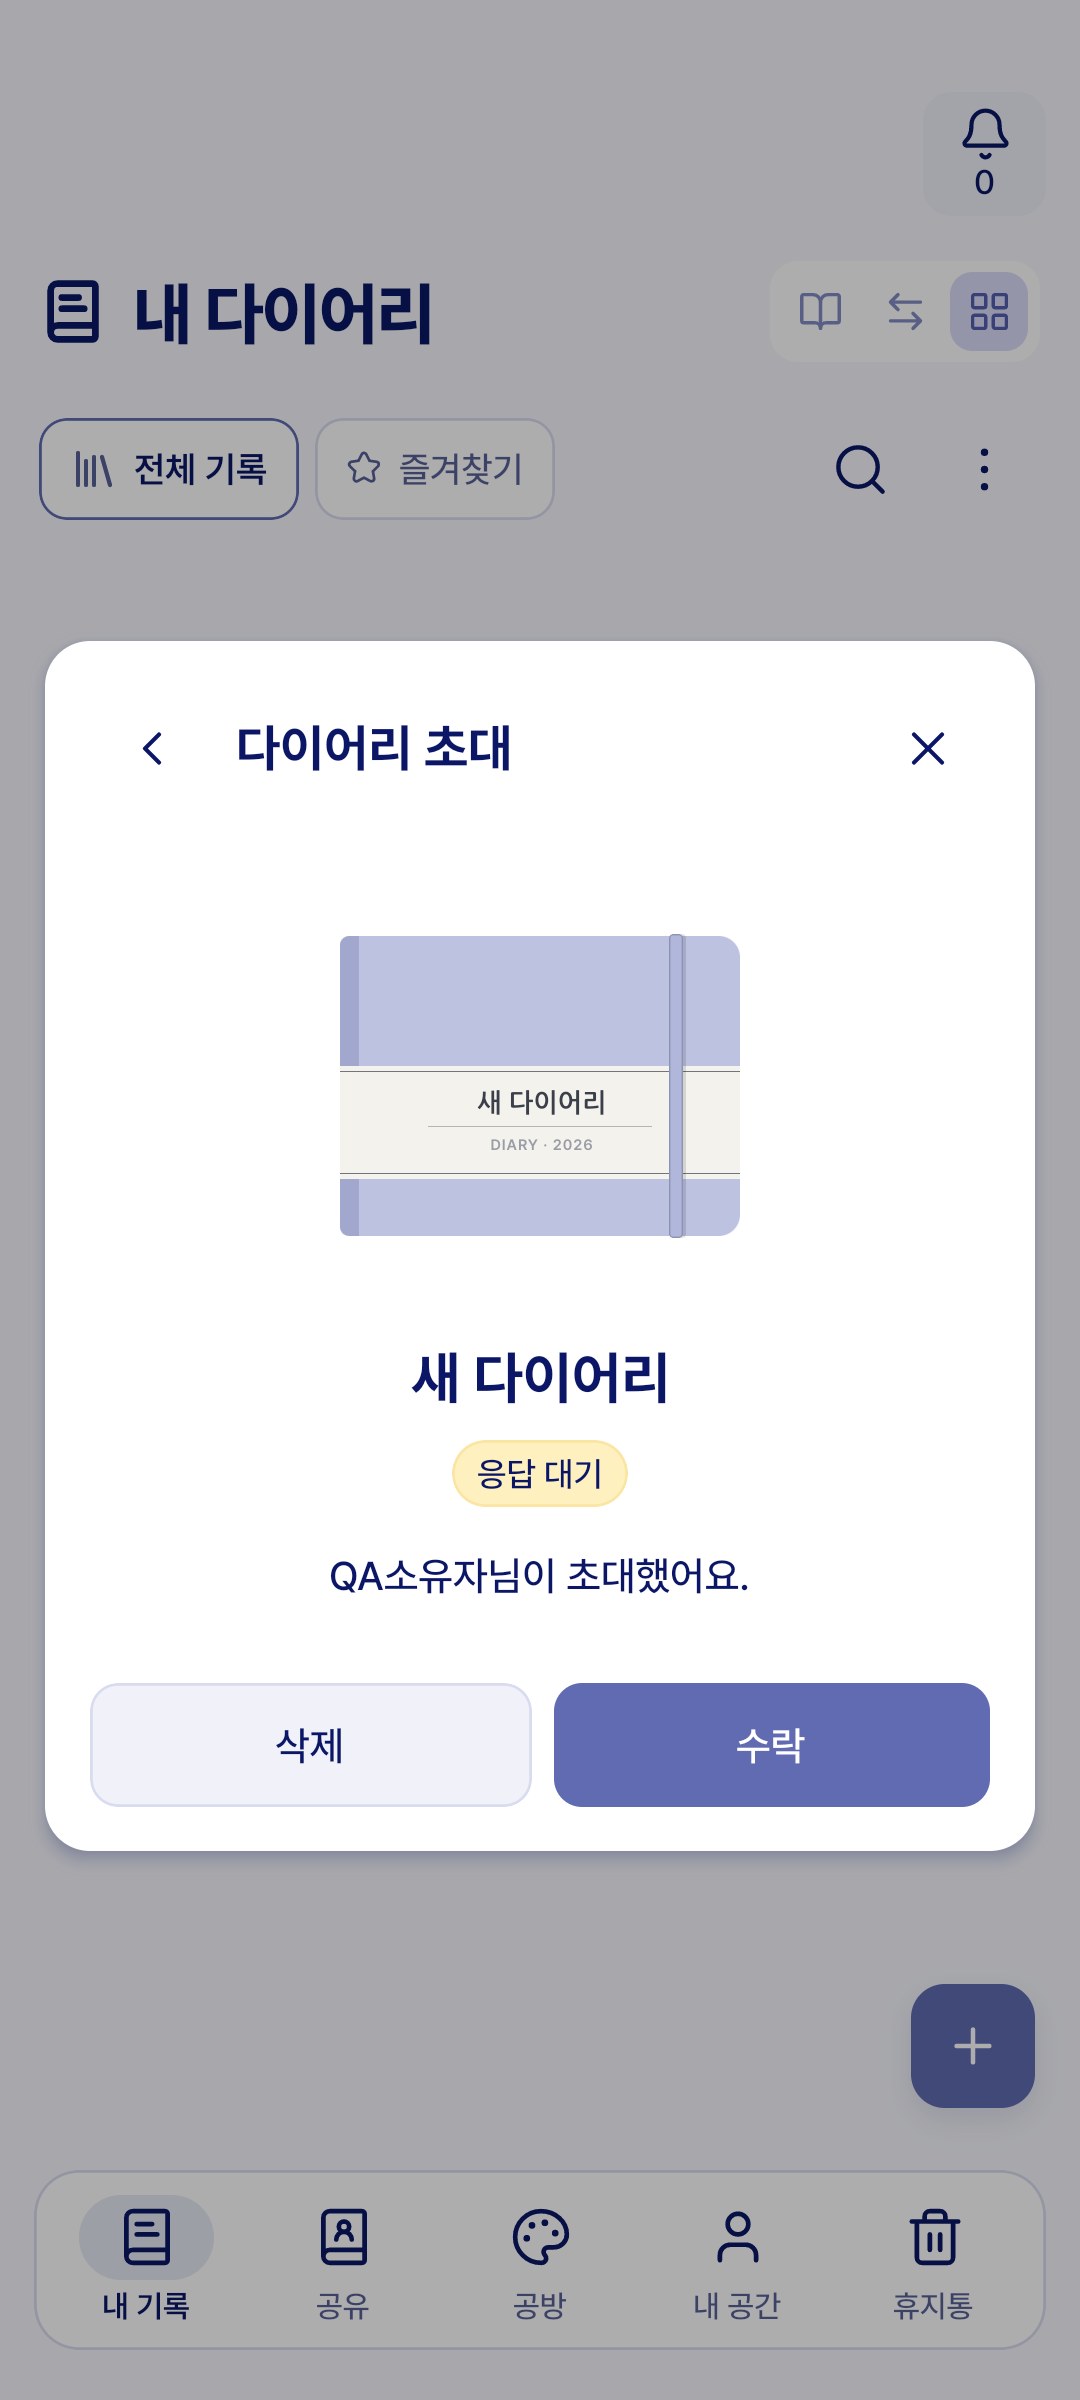 0
내 다이어리
전체 기록
즐겨찾기
다이어리 초대
새 다이어리
DIARY · 2026
새 다이어리
응답 대기
QA소유자님이 초대했어요.
삭제
수락
내 기록
공유
공방
내 공간
휴지통